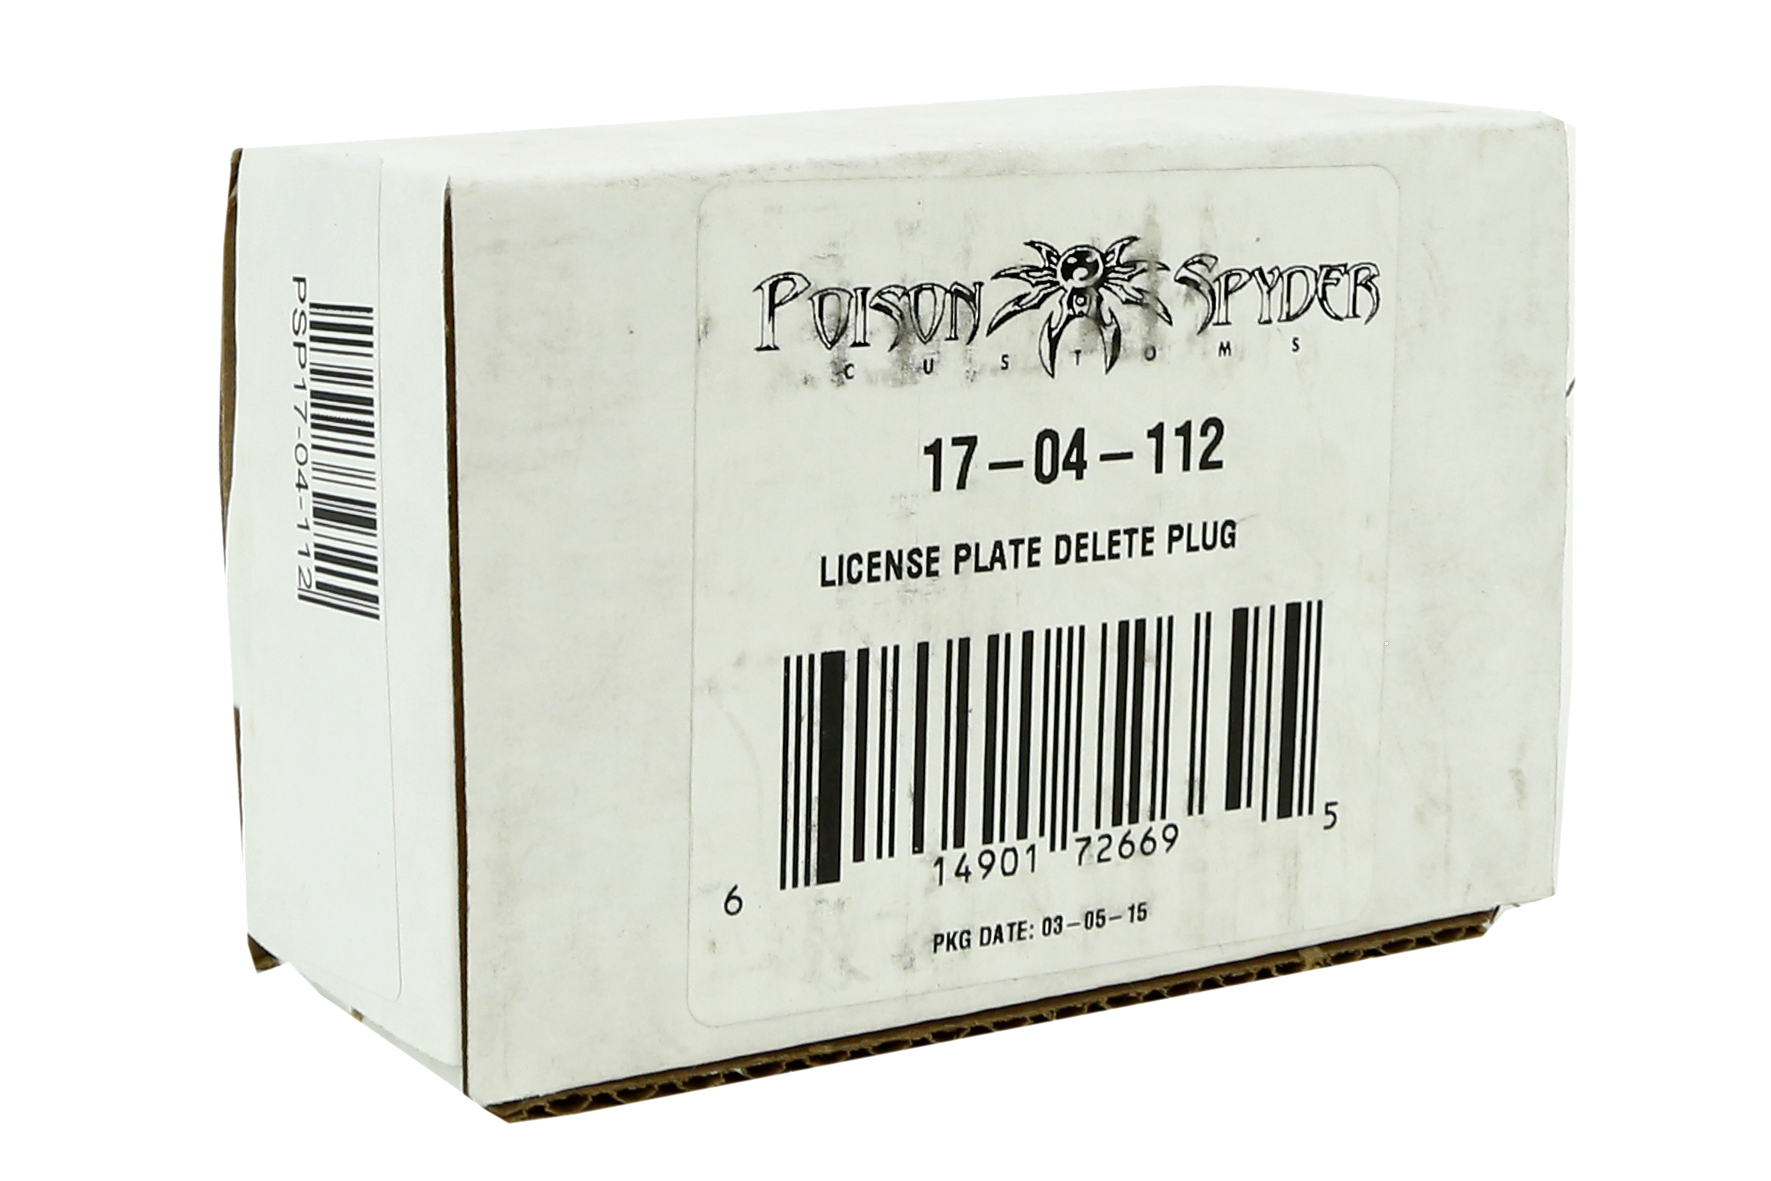 POISON SPYDER
CUSTOMS
17-04-112
LICENSE PLATE DELETE PLUG
6 14901 72669 5
PKG DATE: 03-05-15
PSP17-04-112